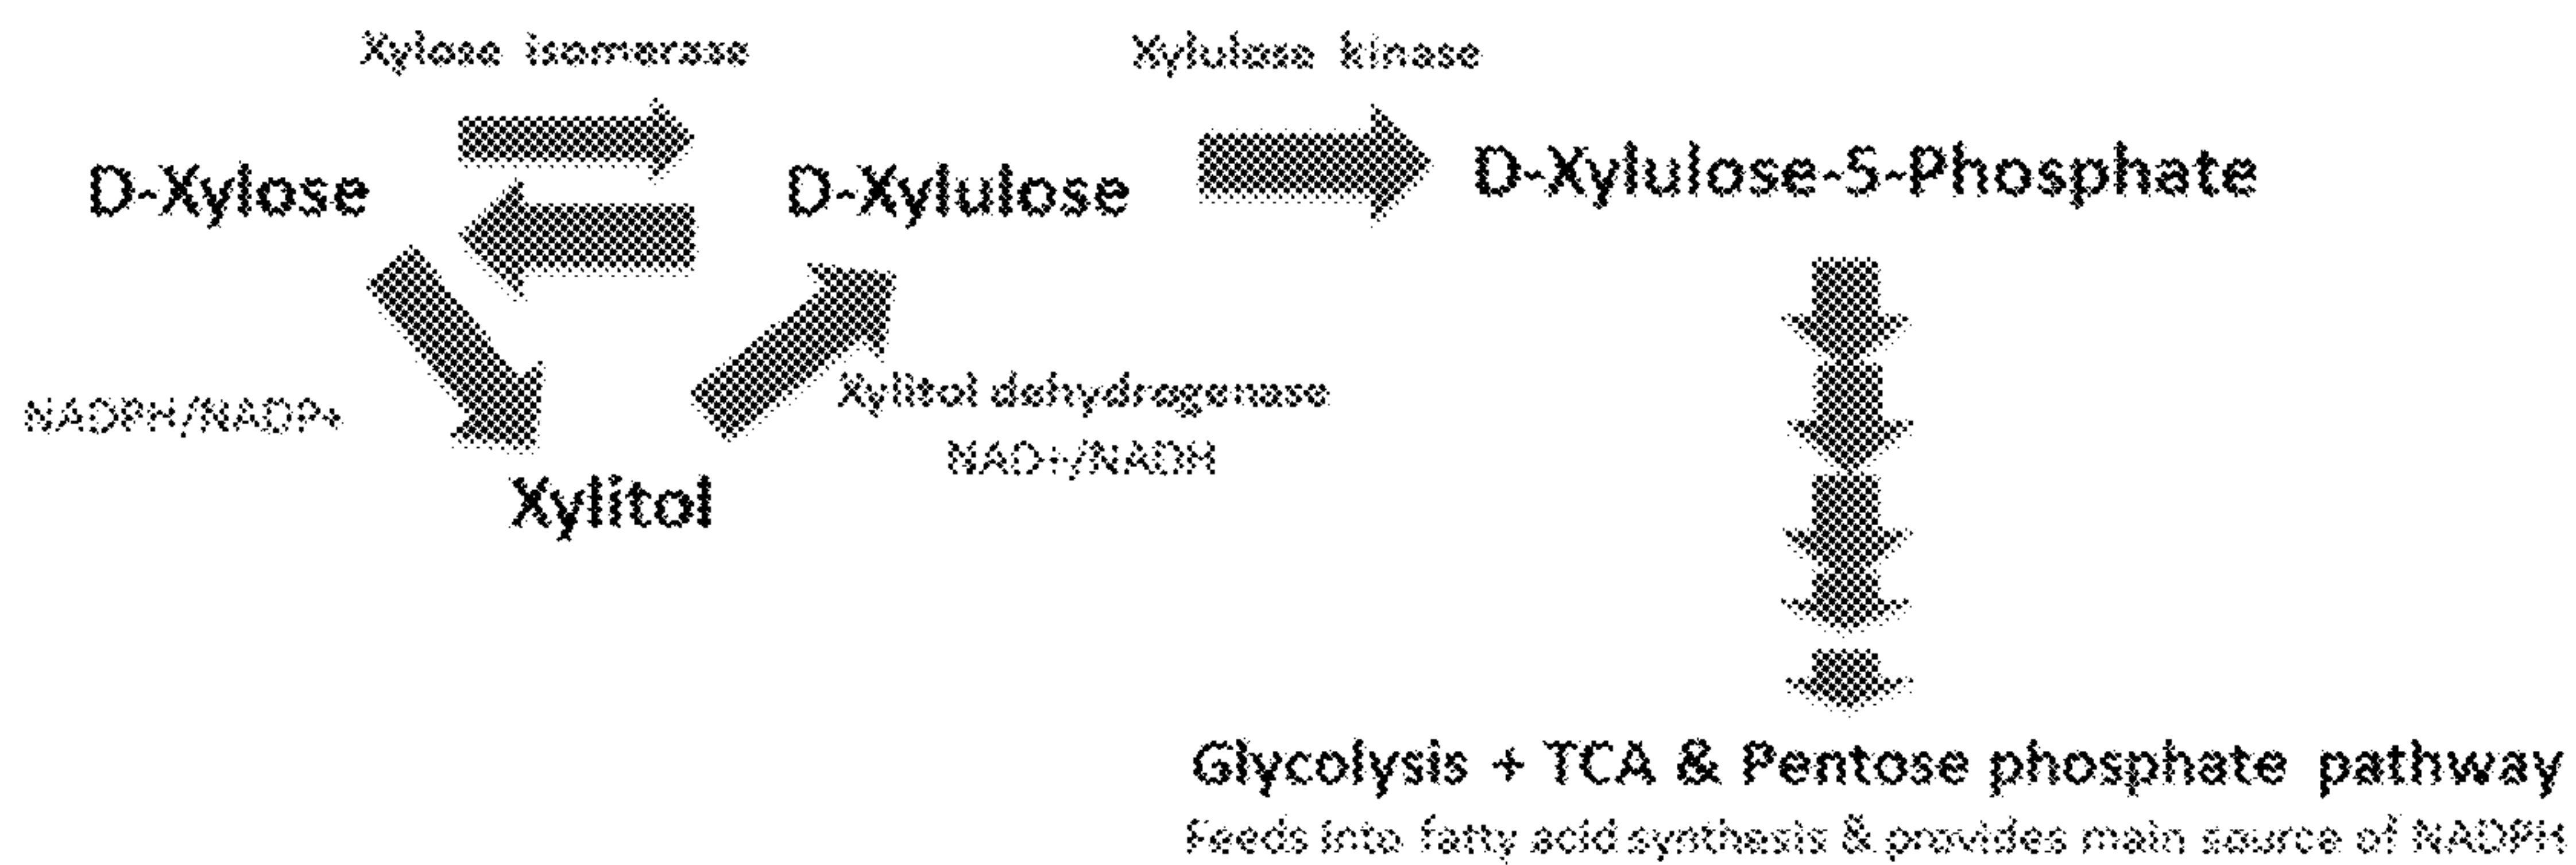 Xylose isomerase
Xylulose kinase
D-Xylose
D-Xylulose
D-Xylulose-5-Phosphate
NADPH/NADP+
Xylitol dehydrogenase
NAD+/NADH
Xylitol
Glycolysis + TCA & Pentose phosphate pathway
Feeds into fatty acid synthesis & provides main source of NADPH